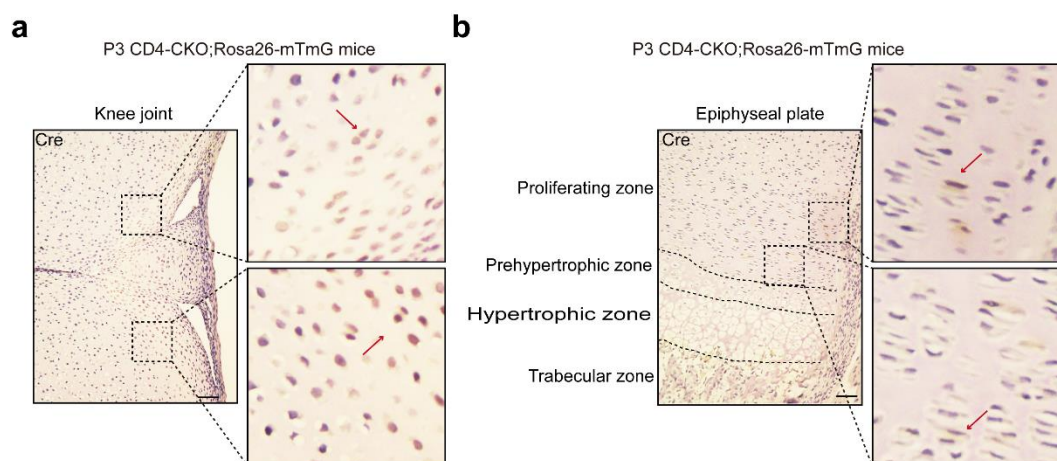 a
P3 CD4-CKO;Rosa26-mTmG mice
Knee joint
Cre
b
P3 CD4-CKO;Rosa26-mTmG mice
Epiphyseal plate
Cre
Proliferating zone
Prehypertrophic zone
Hypertrophic zone
Trabecular zone